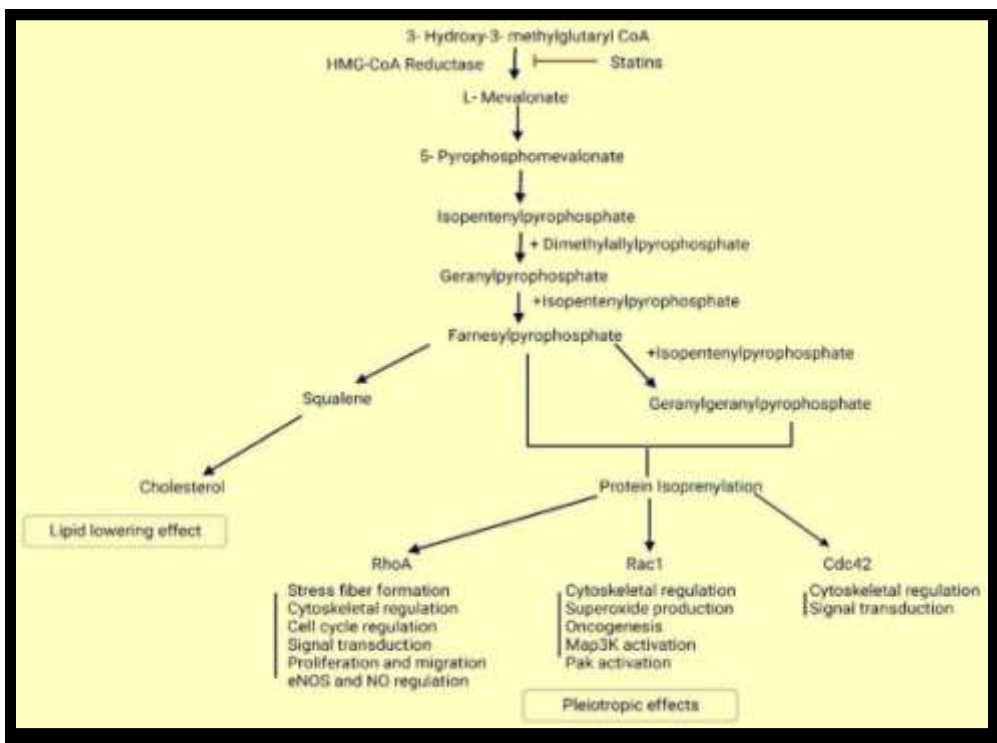 3- Hydroxy-3- methylglutaryl CoA
HMG-CoA Reductase
Statins
L- Mevalonate
5- Pyrophosphomevalonate
Isopentenylpyrophosphate
+ Dimethylallylpyrophosphate
Geranylpyrophosphate
+Isopentenylpyrophosphate
Farnesylpyrophosphate
+Isopentenylpyrophosphate
Squalene
Geranylgeranylpyrophosphate
Cholesterol
Protein Isoprenylation
Lipid lowering effect
RhoA
Stress fiber formation
Cytoskeletal regulation
Cell cycle regulation
Signal transduction
Proliferation and migration
eNOS and NO regulation
Rac1
Cytoskeletal regulation
Superoxide production
Oncogenesis
Map3K activation
Pak activation
Cdc42
Cytoskeletal regulation
Signal transduction
Pleiotropic effects